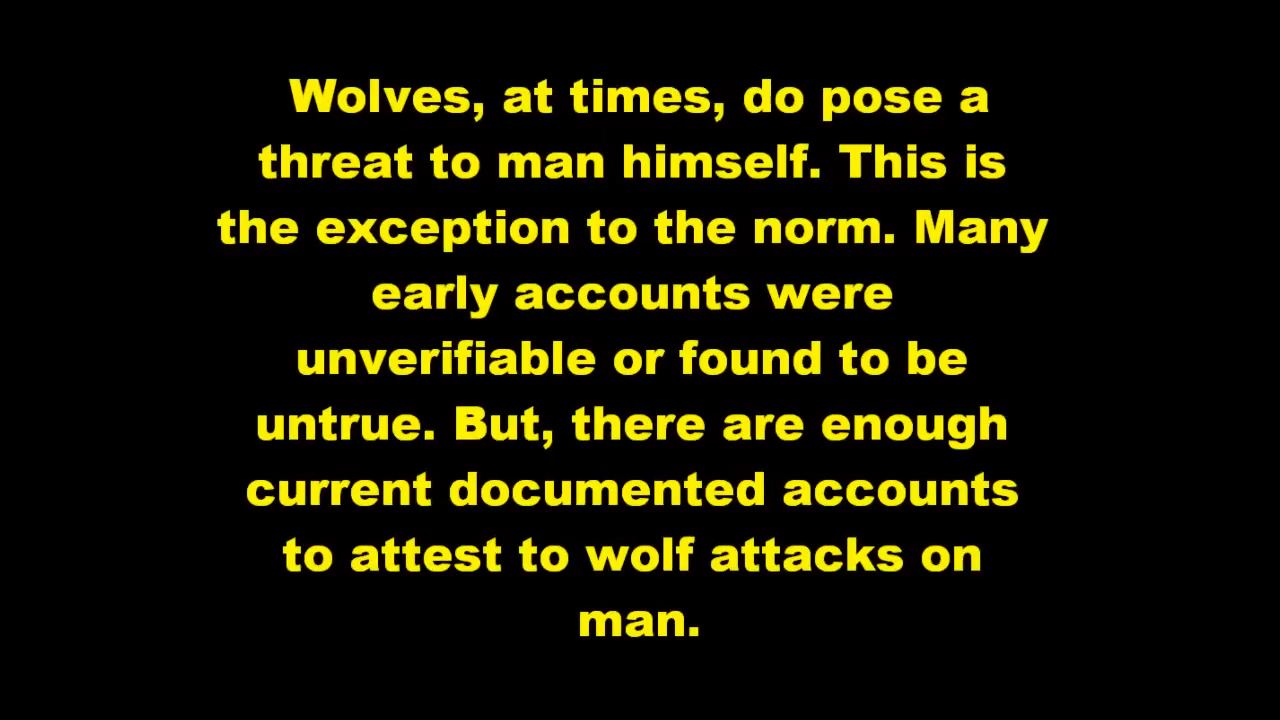 Wolves, at times, do pose a
threat to man himself. This is
the exception to the norm. Many
early accounts were
unverifiable or found to be
untrue. But, there are enough
current documented accounts
to attest to wolf attacks on
man.